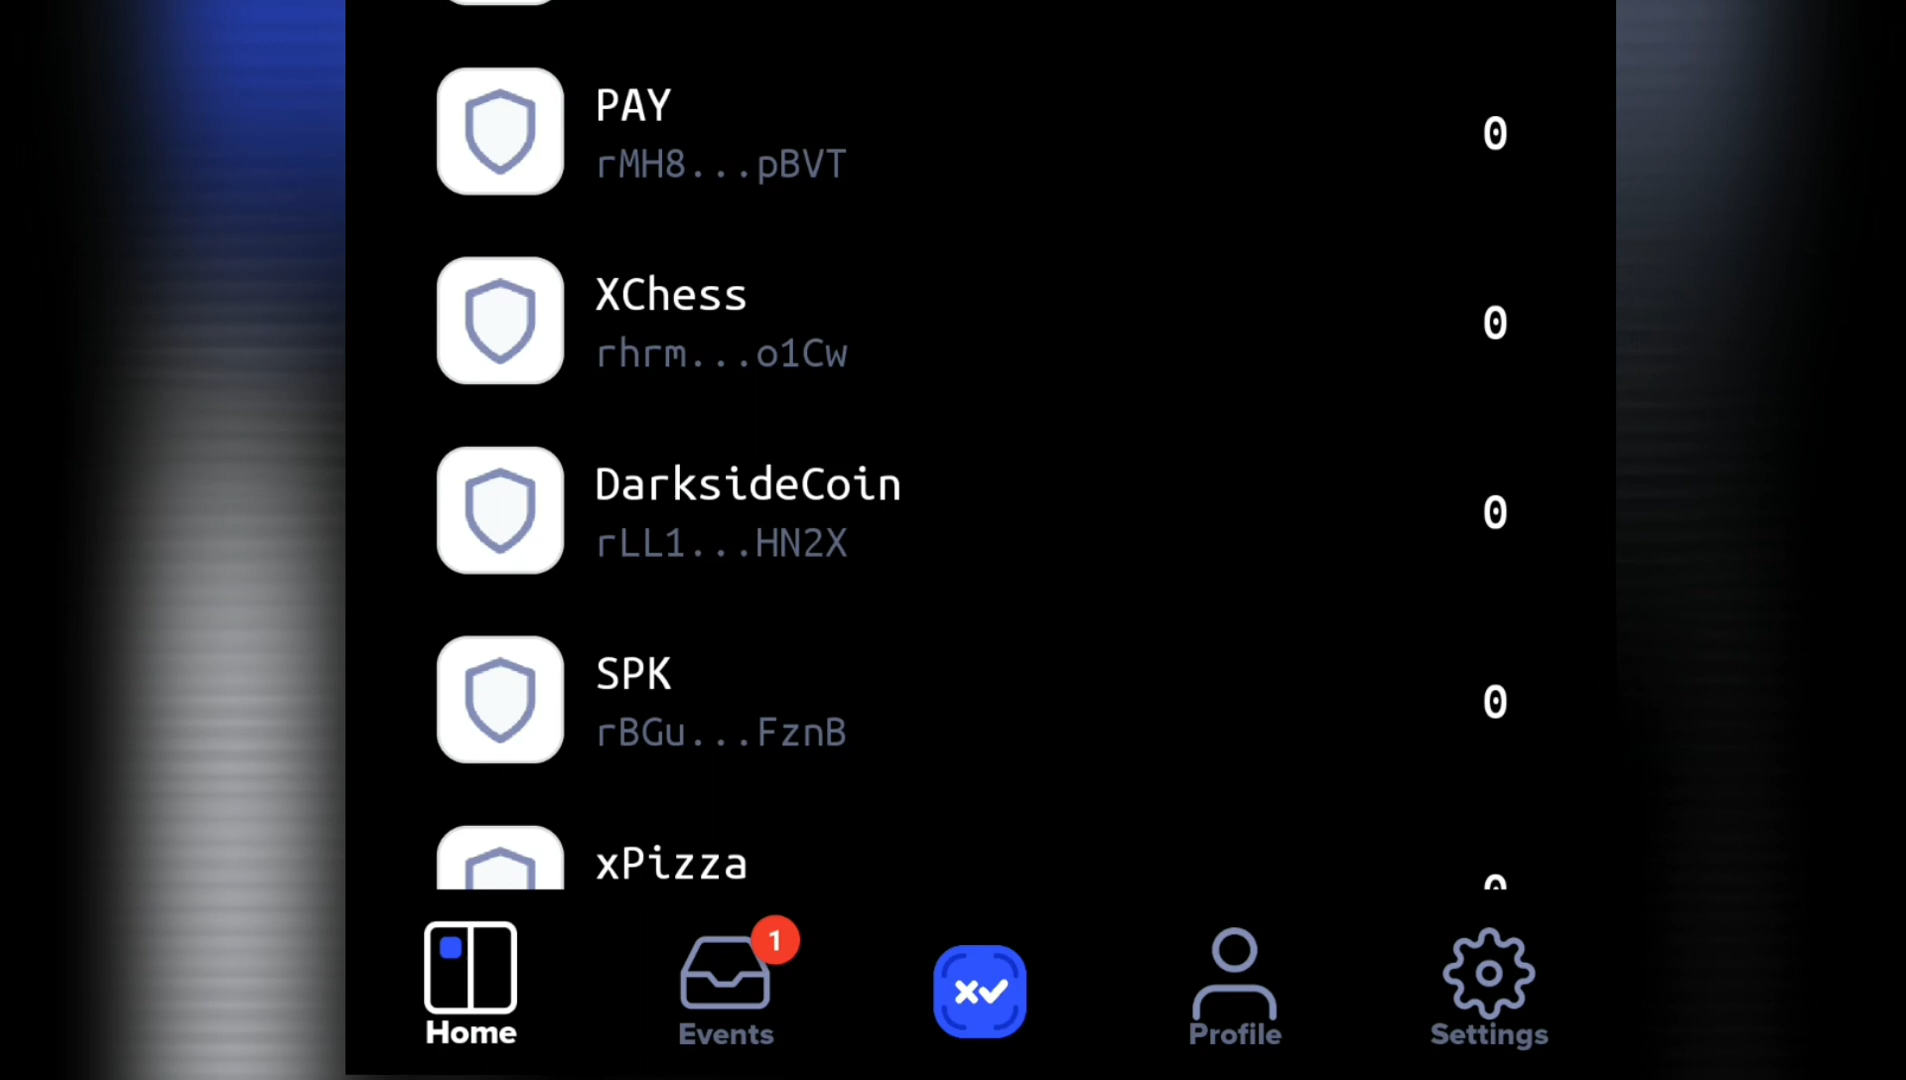 PAY
rMH8...pBVT
0
XChess
rhrm...o1Cw
0
DarksideCoin
rLL1...HN2X
0
SPK
rBGu...FznB
0
xPizza
0
1
Home
Events
Profile
Settings